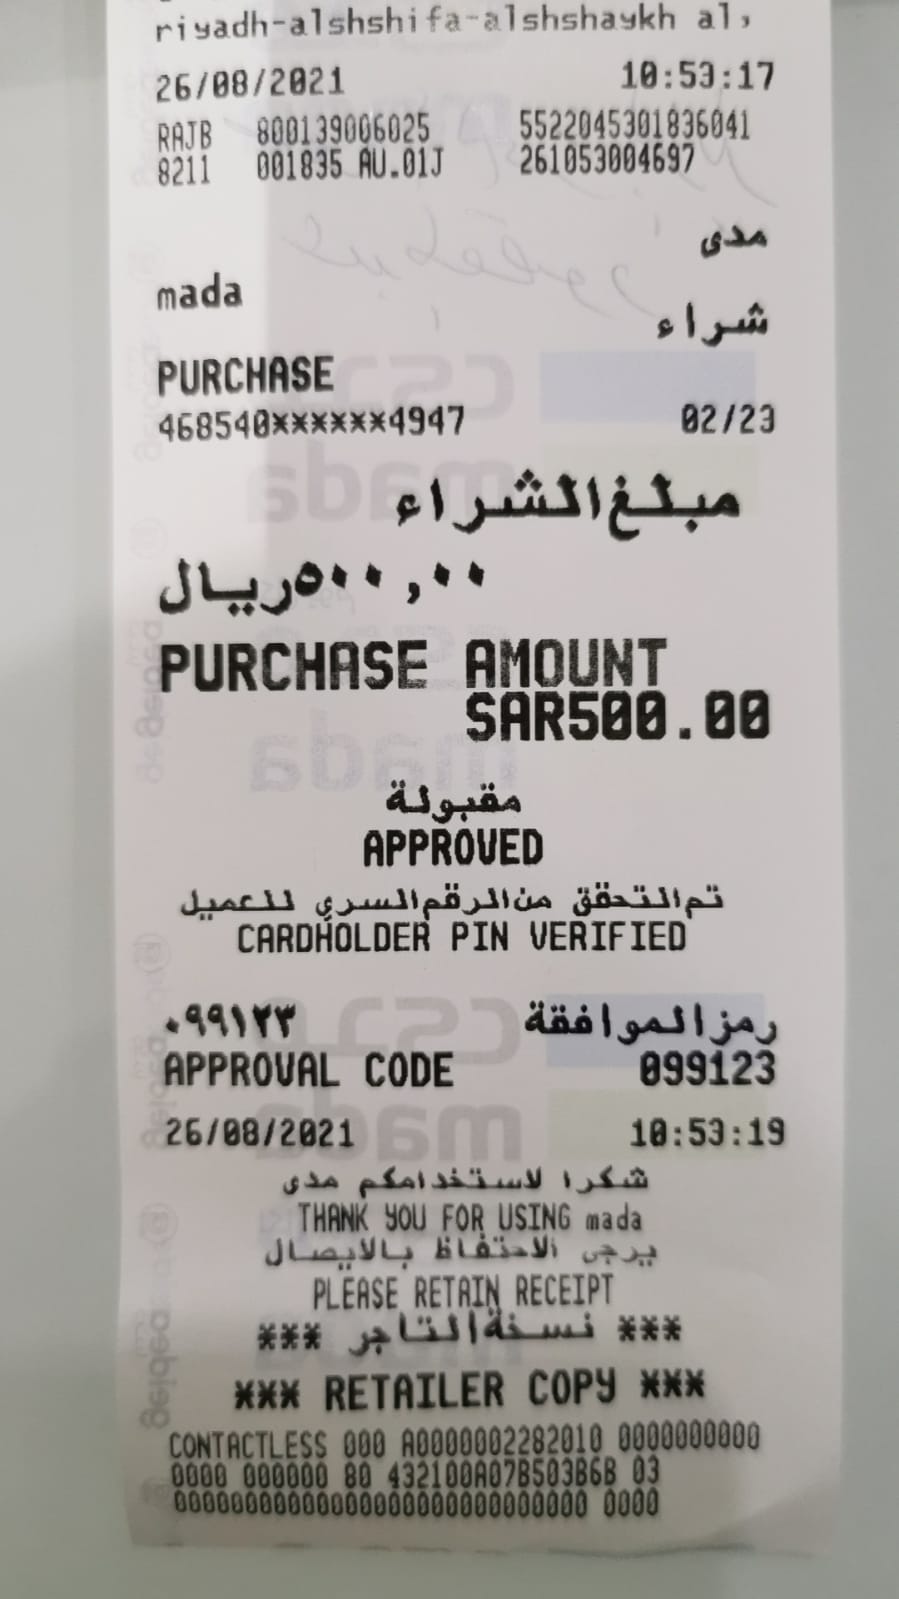 riyadh-alshshifa-alshshaykh al,
26/08/2021 10:53:17
RAJB 800139006025 5522045301836041
8211 001835 AU.01J 261053004697
مدى
mada
شراء
PURCHASE
468540******4947 02/23
مبلغ الشراء
٥٠٠,٠٠ ريال
PURCHASE AMOUNT
SAR500.00
مقبولة
APPROVED
تم التحقق من الرقم السري للعميل
CARDHOLDER PIN VERIFIED
رمز الموافقة ٠٩٩١٢٣
APPROVAL CODE 099123
26/08/2021 10:53:19
شكرا لاستخدامكم مدى
THANK YOU FOR USING mada
يرجى الاحتفاظ بالايصال
PLEASE RETAIN RECEIPT
*** نسخة التاجر ***
*** RETAILER COPY ***
CONTACTLESS 000 A0000002282010 0000000000
0000 000000 80 432100A07B503B6B 03
0000000000000000000000000000 0000